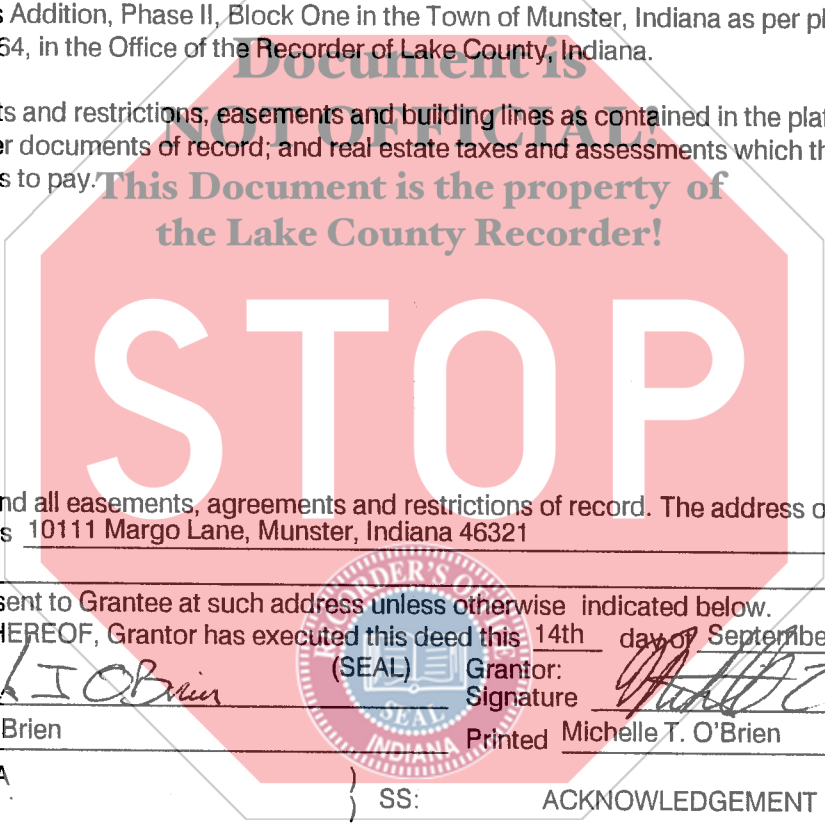 Addition, Phase II, Block One in the Town of Munster, Indiana as per
64, in the Office of the Recorder of Lake County, Indiana.
Document is
ts and restrictions, easements and building lines as contained in the plat
NOT OFFICIAL!
er documents of record; and real estate taxes and assessments which
s to pay.
This Document is the property of
the Lake County Recorder!
STOP
nd all easements, agreements and restrictions of record. The address
s 10111 Margo Lane, Munster, Indiana 46321
sent to Grantee at such address unless otherwise indicated below.
HEREOF, Grantor has executed this deed this 14th day of Septembe
(SEAL) Grantor:
I O'Brien Signature
Brien Printed Michelle T. O'Brien
RECORDER'S OFFICE
SEAL
INDIANA
A
) SS: ACKNOWLEDGEMENT
)